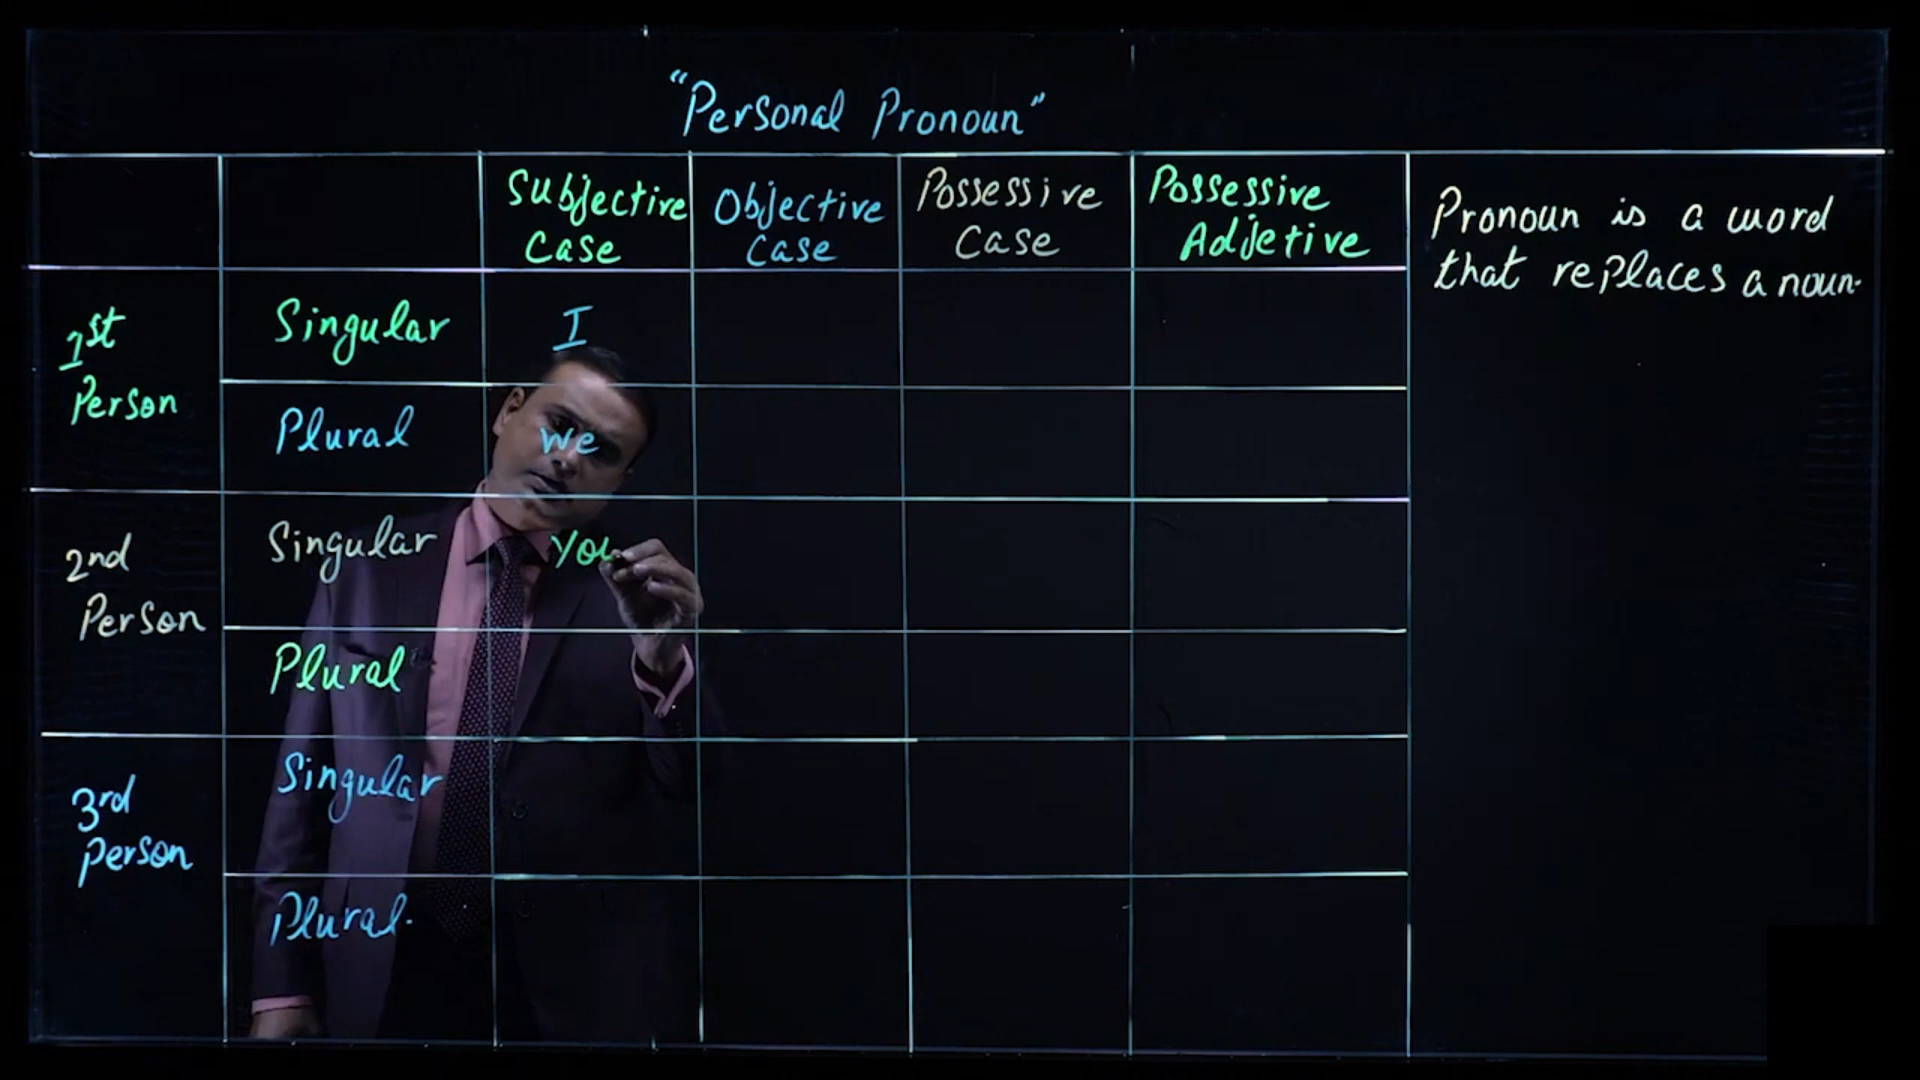 "Personal Pronoun"
Subjective
Case
Objective
Case
Possessive
Case
Possessive
Adjetive
Pronoun is a word
that replaces a noun.
1st
Person
Singular
I
Plural
we
2nd
Person
Singular
You
Plural
3rd
Person
Singular
Plural.